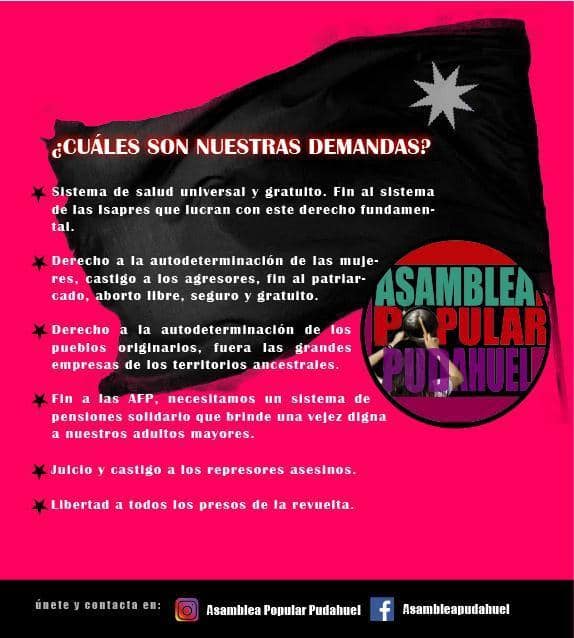 ¿CUÁLES SON NUESTRAS DEMANDAS?
Sistema de salud universal y gratuito. Fin al sistema
de las Isapres que lucran con este derecho fundamen-
tal.
Derecho a la autodeterminación de las muje-
res, castigo a los agresores, fin al patriar-
cado, aborto libre, seguro y gratuito.
Derecho a la autodeterminación de los
pueblos originarios, fuera las grandes
empresas de los territorios ancestrales.
Fin a las AFP, necesitamos un sistema de
pensiones solidario que brinde una vejez digna
a nuestros adultos mayores.
Juicio y castigo a los represores asesinos.
Libertad a todos los presos de la revuelta.
ASAMBLEA
POPULAR
PUDAHUEL
únete y contacta en:
Asamblea Popular Pudahuel
Asambleapudahuel